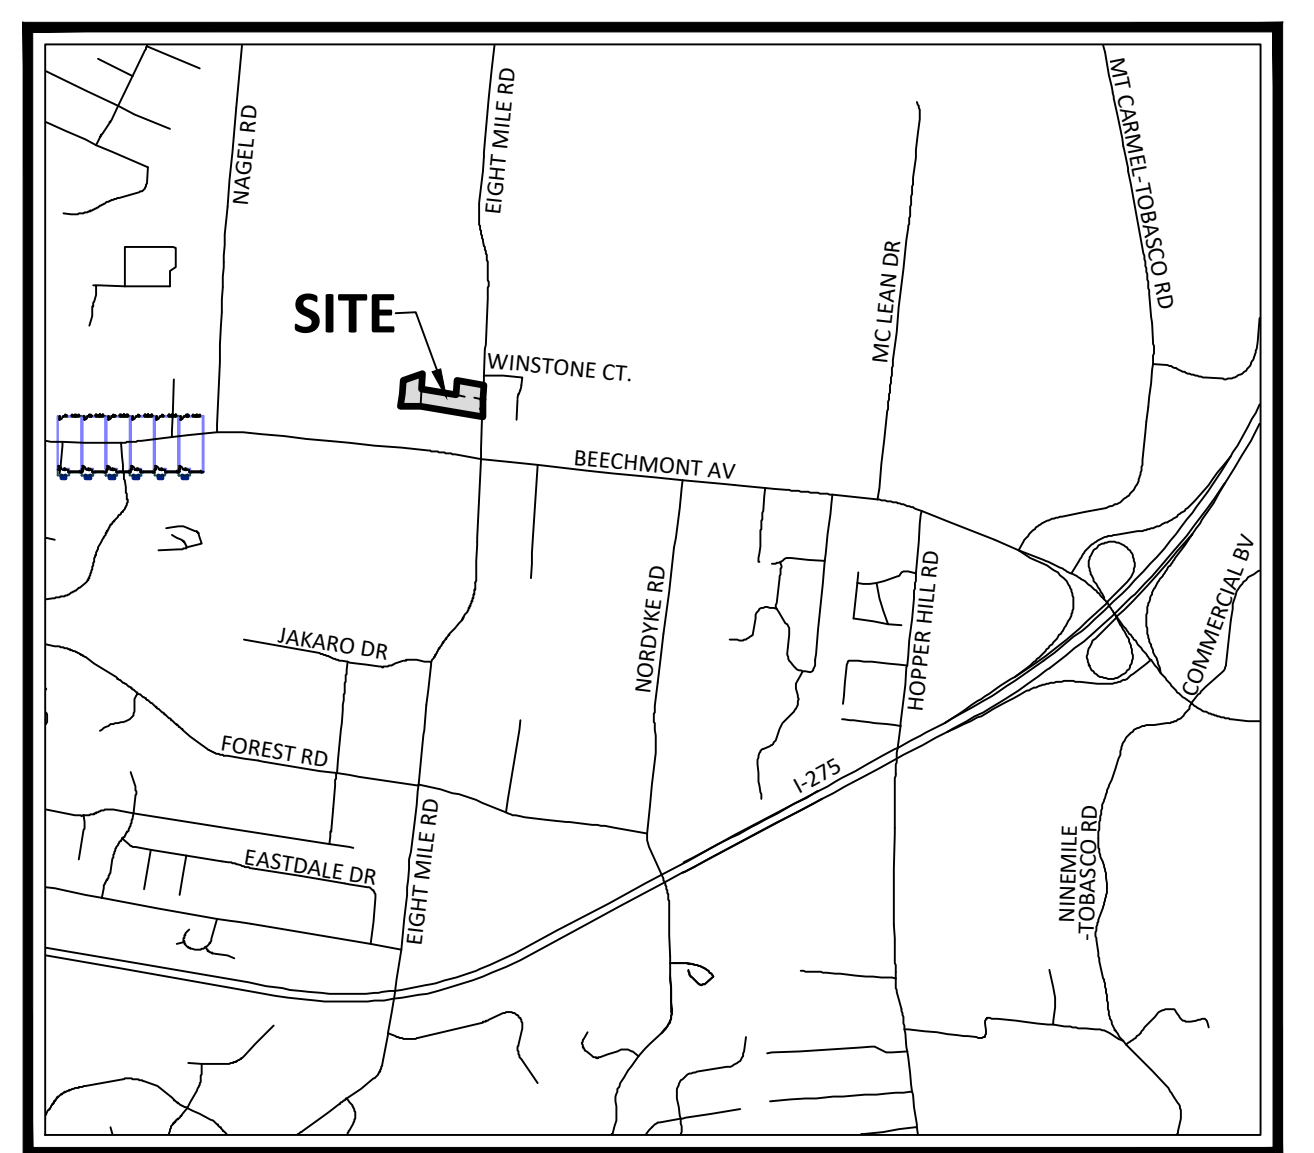 MT CARMEL-TOBASCO RD
EIGHT MILE RD
NAGEL RD
MC LEAN DR
SITE
WINSTONE CT.
BEECHMONT AV
COMMERCIAL BV
HOPPER HILL RD
NORDYKE RD
JAKARO DR
FOREST RD
I-275
EIGHT MILE RD
NINEMILE
-TOBASCO RD
EASTDALE DR